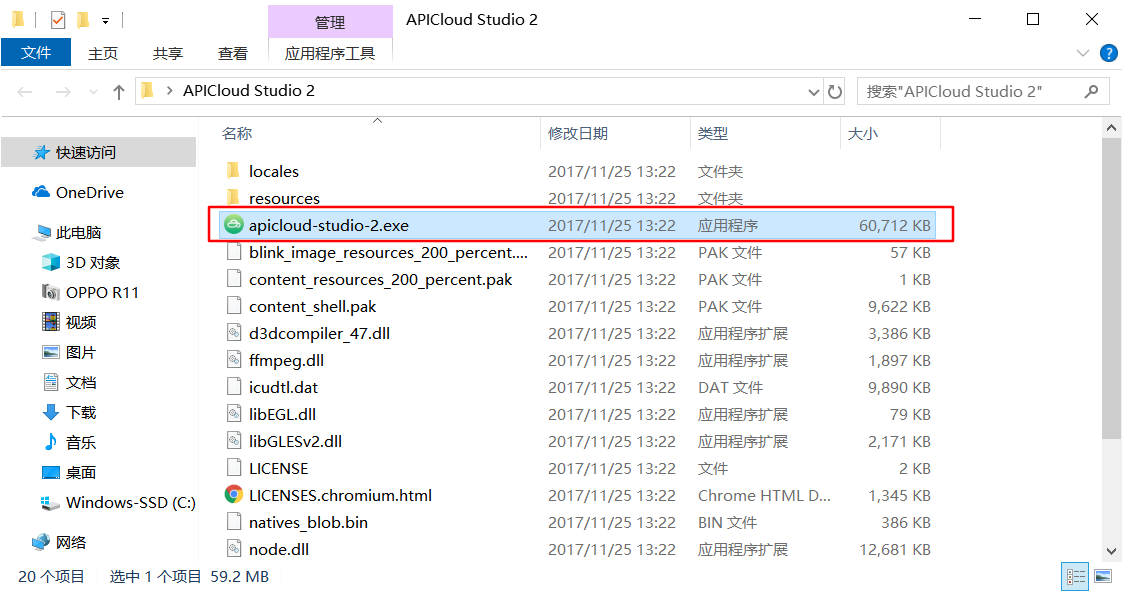 管理 APICloud Studio 2
文件 主页 共享 查看 应用程序工具
APICloud Studio 2 搜索"APICloud Studio 2"
名称 修改日期 类型 大小
快速访问
OneDrive
此电脑
3D 对象
OPPO R11
视频
图片
文档
下载
音乐
桌面
Windows-SSD (C:)
网络
locales 2017/11/25 13:22 文件夹
resources 2017/11/25 13:22 文件夹
apicloud-studio-2.exe 2017/11/25 13:22 应用程序 60,712 KB
blink_image_resources_200_percent.... 2017/11/25 13:22 PAK 文件 57 KB
content_resources_200_percent.pak 2017/11/25 13:22 PAK 文件 1 KB
content_shell.pak 2017/11/25 13:22 PAK 文件 9,622 KB
d3dcompiler_47.dll 2017/11/25 13:22 应用程序扩展 3,386 KB
ffmpeg.dll 2017/11/25 13:22 应用程序扩展 1,897 KB
icudtl.dat 2017/11/25 13:22 DAT 文件 9,890 KB
libEGL.dll 2017/11/25 13:22 应用程序扩展 79 KB
libGLESv2.dll 2017/11/25 13:22 应用程序扩展 2,171 KB
LICENSE 2017/11/25 13:22 文件 2 KB
LICENSES.chromium.html 2017/11/25 13:22 Chrome HTML D... 1,345 KB
natives_blob.bin 2017/11/25 13:22 BIN 文件 386 KB
node.dll 2017/11/25 13:22 应用程序扩展 12,681 KB
20 个项目 选中 1 个项目 59.2 MB